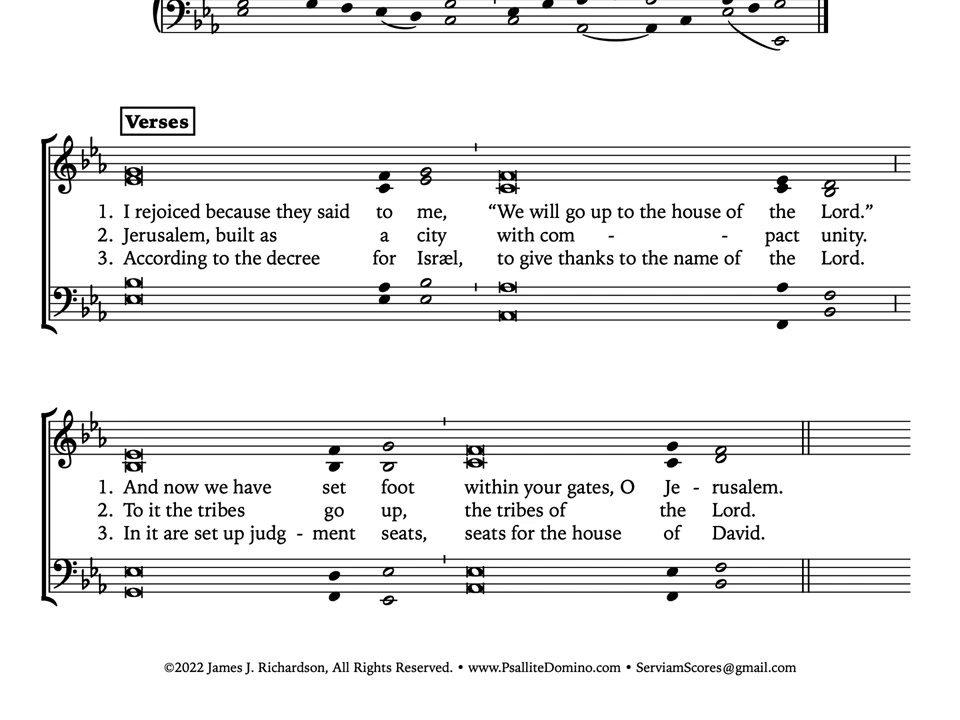 Verses
1. I rejoiced because they said to me, “We will go up to the house of the Lord.”
2. Jerusalem, built as a city with com - - pact unity.
3. According to the decree for Isræl, to give thanks to the name of the Lord.
1. And now we have set foot within your gates, O Je - rusalem.
2. To it the tribes go up, the tribes of the Lord.
3. In it are set up judg - ment seats, seats for the house of David.
©2022 James J. Richardson, All Rights Reserved. • www.PsalliteDomino.com • ServiamScores@gmail.com